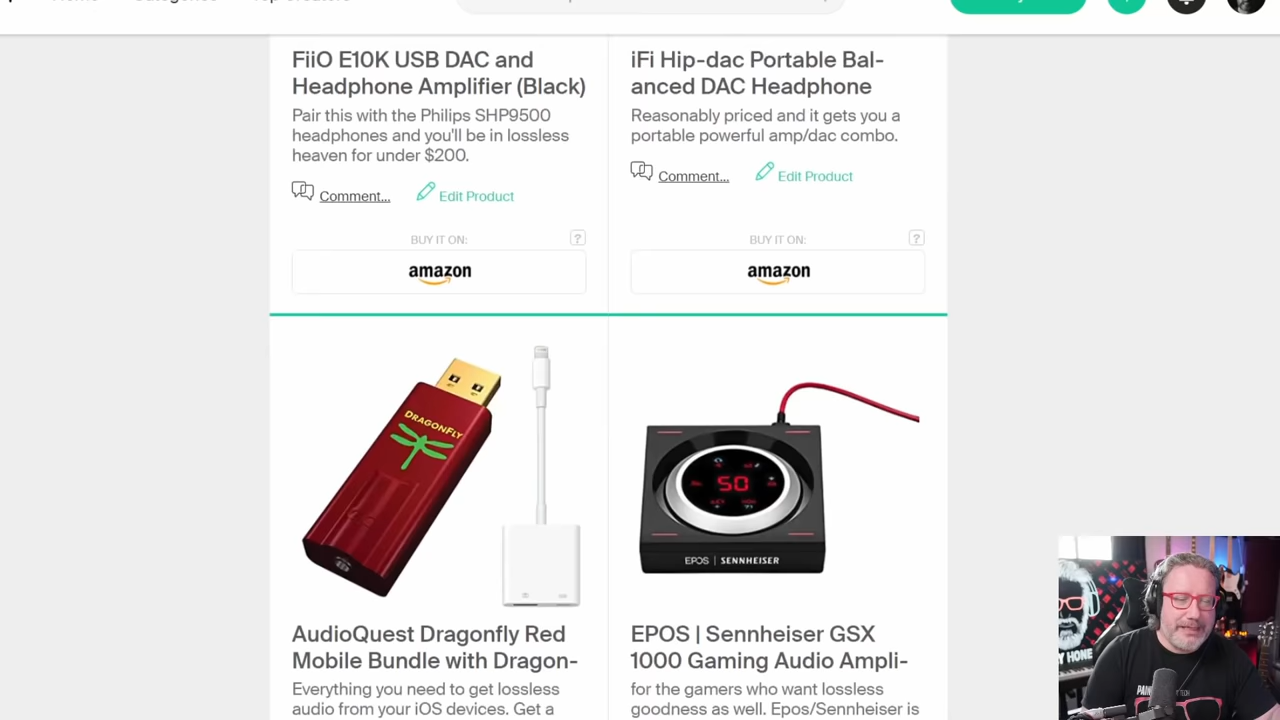 FiiO E10K USB DAC and
Headphone Amplifier (Black)
Pair this with the Philips SHP9500
headphones and you'll be in lossless
heaven for under $200.
Comment...
Edit Product
BUY IT ON:
?
amazon
iFi Hip-dac Portable Bal-
anced DAC Headphone
Reasonably priced and it gets you a
portable powerful amp/dac combo.
Comment...
Edit Product
BUY IT ON:
?
amazon
DRAGONFLY
AudioQuest Dragonfly Red
Mobile Bundle with Dragon-
Everything you need to get lossless
audio from your iOS devices. Get a
50
EPOS | SENNHEISER
EPOS | Sennheiser GSX
1000 Gaming Audio Ampli-
for the gamers who want lossless
goodness as well. Epos/Sennheiser is